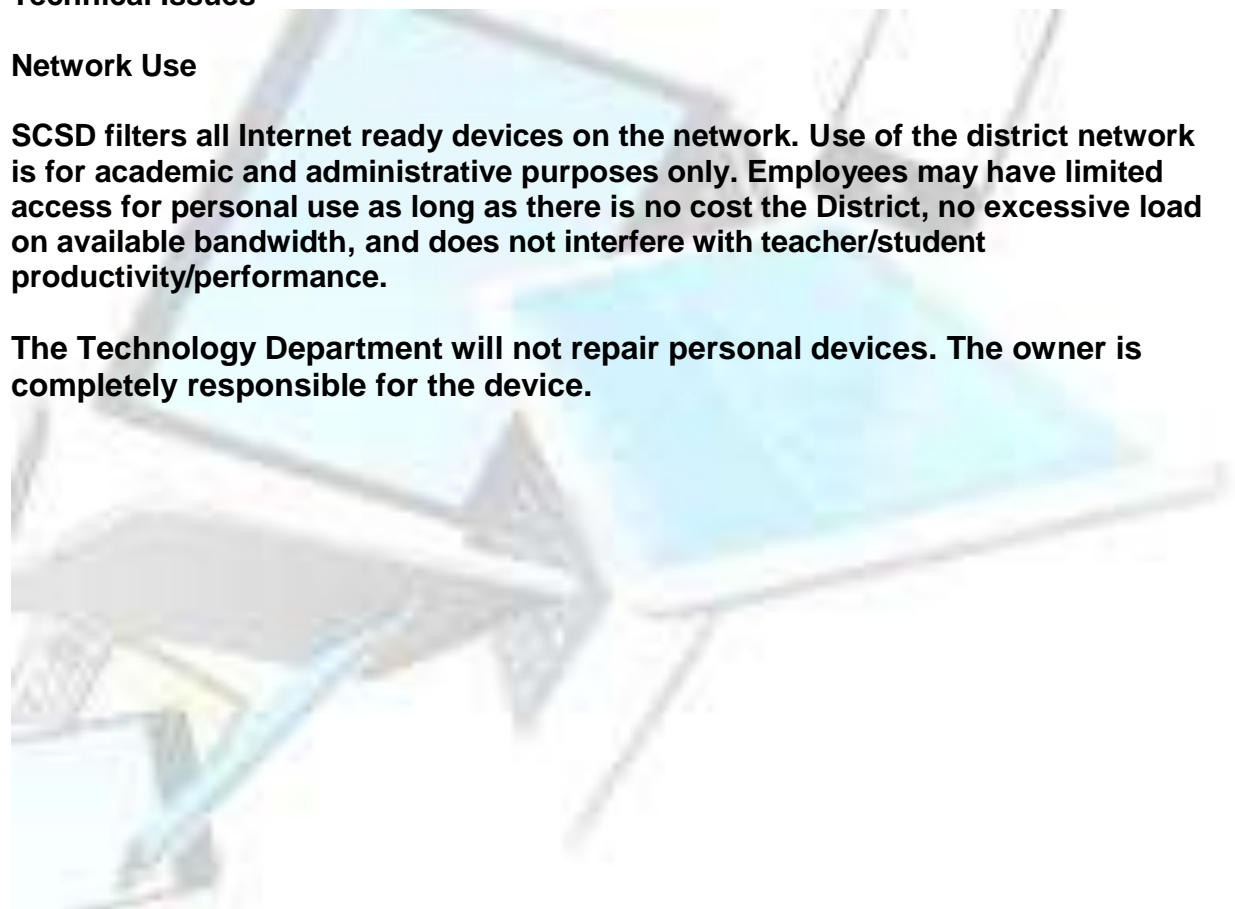 Technical Issues
Network Use
SCSD filters all Internet ready devices on the network. Use of the district network
is for academic and administrative purposes only. Employees may have limited
access for personal use as long as there is no cost the District, no excessive load
on available bandwidth, and does not interfere with teacher/student
productivity/performance.
The Technology Department will not repair personal devices. The owner is
completely responsible for the device.